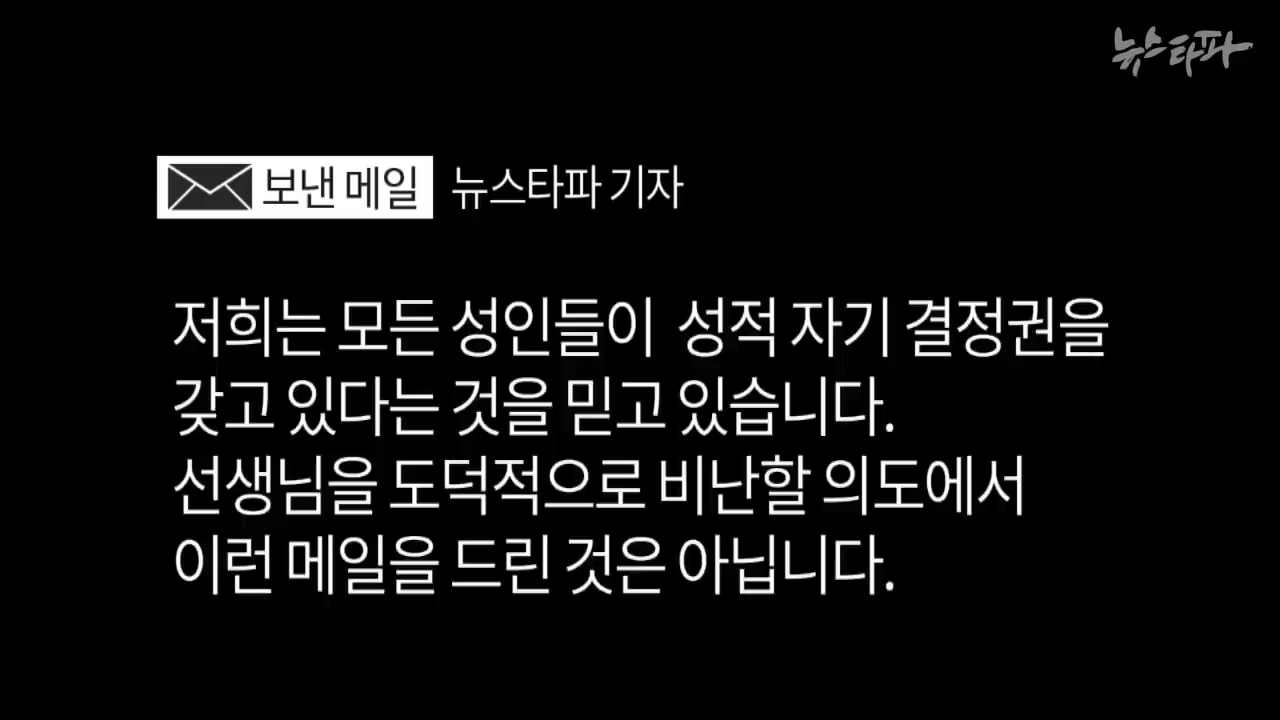 뉴스타파
보낸 메일 뉴스타파 기자
저희는 모든 성인들이 성적 자기 결정권을
갖고 있다는 것을 믿고 있습니다.
선생님을 도덕적으로 비난할 의도에서
이런 메일을 드린 것은 아닙니다.